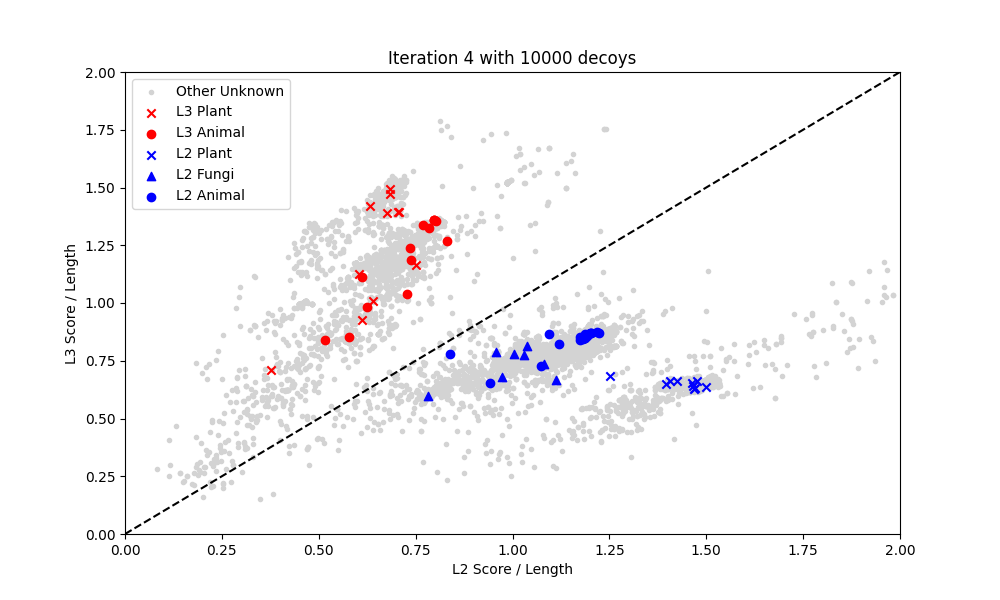 Iteration 4 with 10000 decoys
2.00
1.75
1.50
1.25
1.00
0.75
0.50
0.25
0.00
L3 Score / Length
Other Unknown
L3 Plant
L3 Animal
L2 Plant
L2 Fungi
L2 Animal
0.00 0.25 0.50 0.75 1.00 1.25 1.50 1.75 2.00
L2 Score / Length